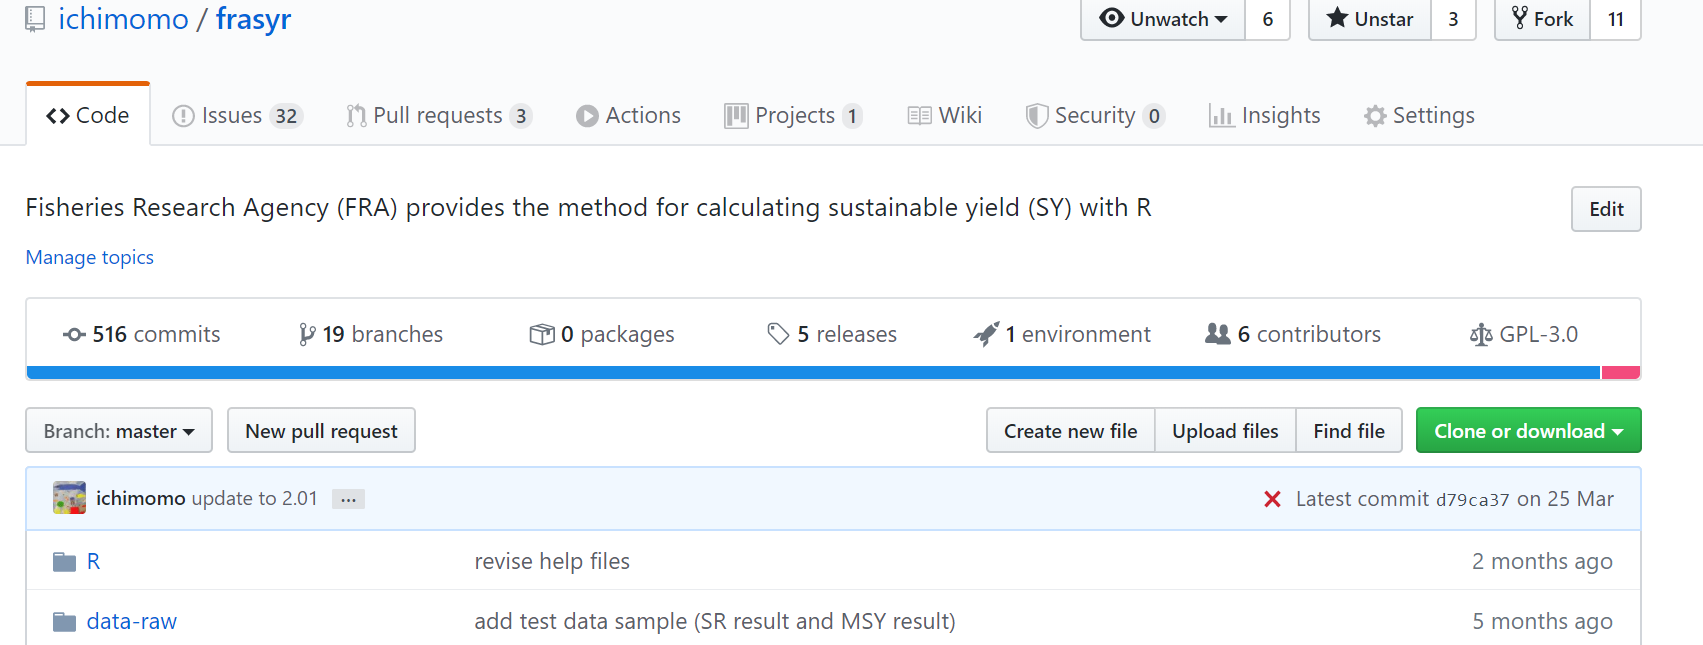 ichimomo / frasyr
Unwatch 6 Unstar 3 Fork 11
Code Issues 32 Pull requests 3 Actions Projects 1 Wiki Security 0 Insights Settings
Fisheries Research Agency (FRA) provides the method for calculating sustainable yield (SY) with R Edit
Manage topics
516 commits 19 branches 0 packages 5 releases 1 environment 6 contributors GPL-3.0
Branch: master New pull request Create new file Upload files Find file Clone or download
ichimomo update to 2.01 ... Latest commit d79ca37 on 25 Mar
R revise help files 2 months ago
data-raw add test data sample (SR result and MSY result) 5 months ago